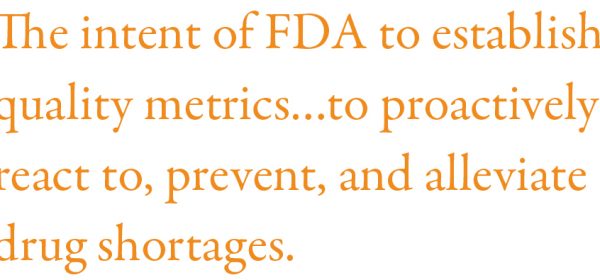 The intent of FDA to establish
quality metrics...to proactively
react to, prevent, and alleviate
drug shortages.